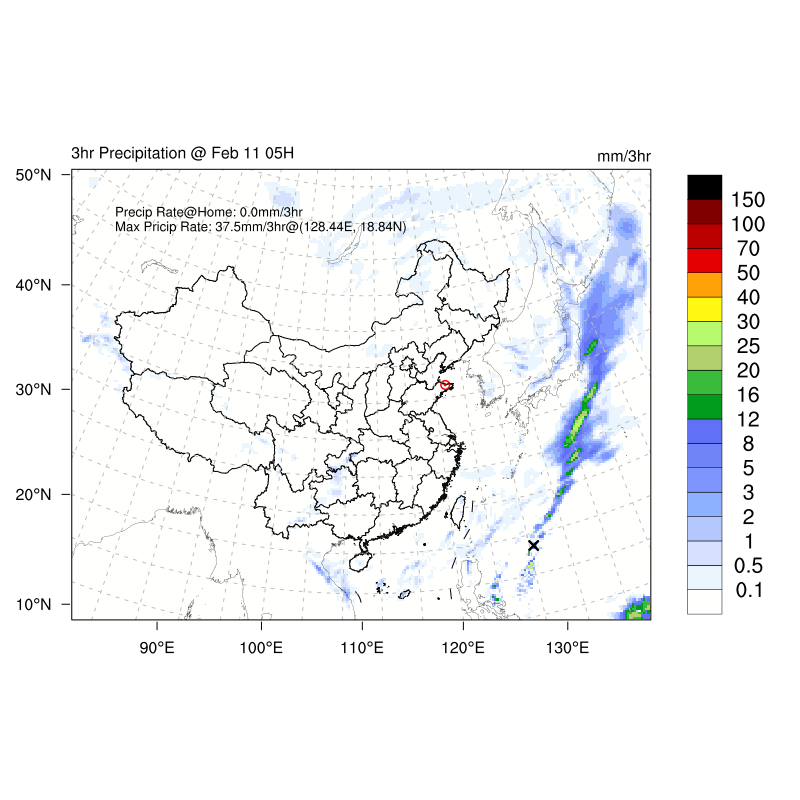 3hr Precipitation @ Feb 11 05H
mm/3hr
Precip Rate@Home: 0.0mm/3hr
Max Pricip Rate: 37.5mm/3hr@(128.44E, 18.84N)
50°N
40°N
30°N
20°N
10°N
90°E
100°E
110°E
120°E
130°E
150
100
70
50
40
30
25
20
16
12
8
5
3
2
1
0.5
0.1